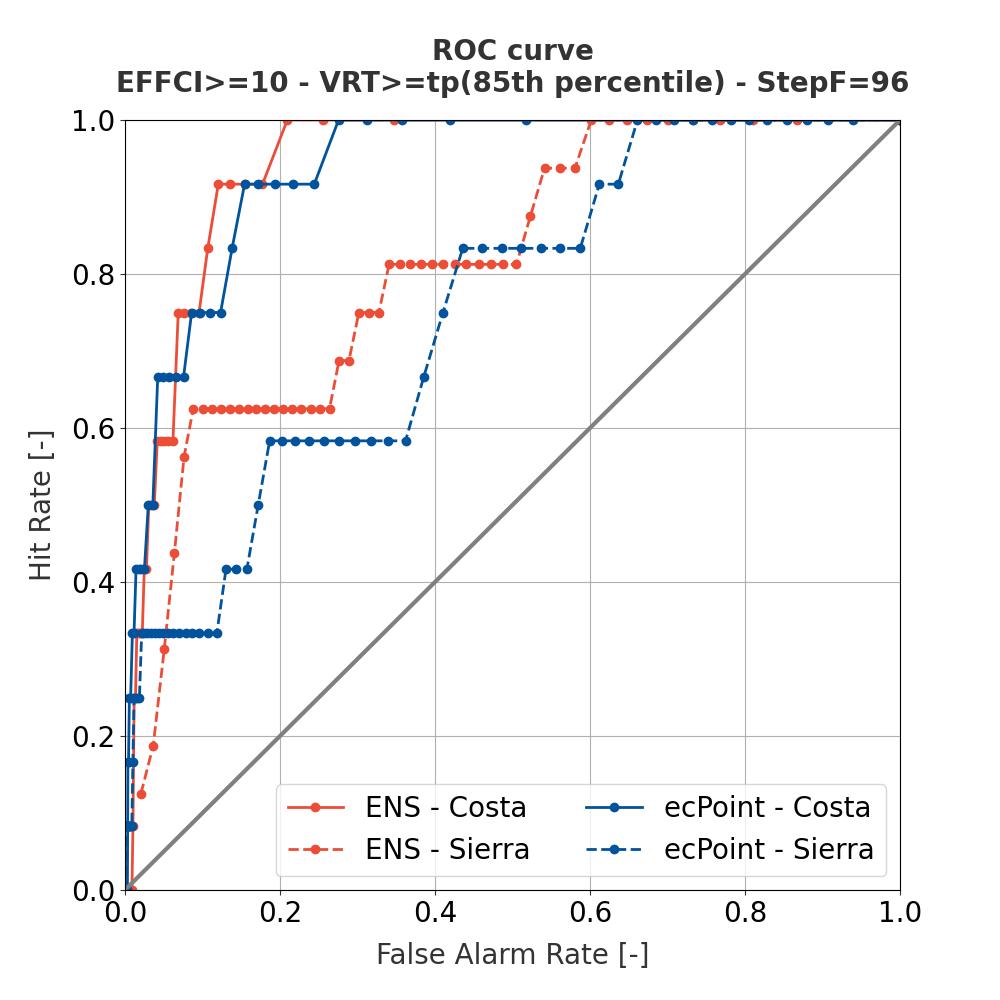 ROC curve
EFFCI>=10 - VRT>=tp(85th percentile) - StepF=96
1.0
0.8
0.6
0.4
0.2
0.0
Hit Rate [-]
ENS - Costa
ENS - Sierra
ecPoint - Costa
ecPoint - Sierra
0.0 0.2 0.4 0.6 0.8 1.0
False Alarm Rate [-]